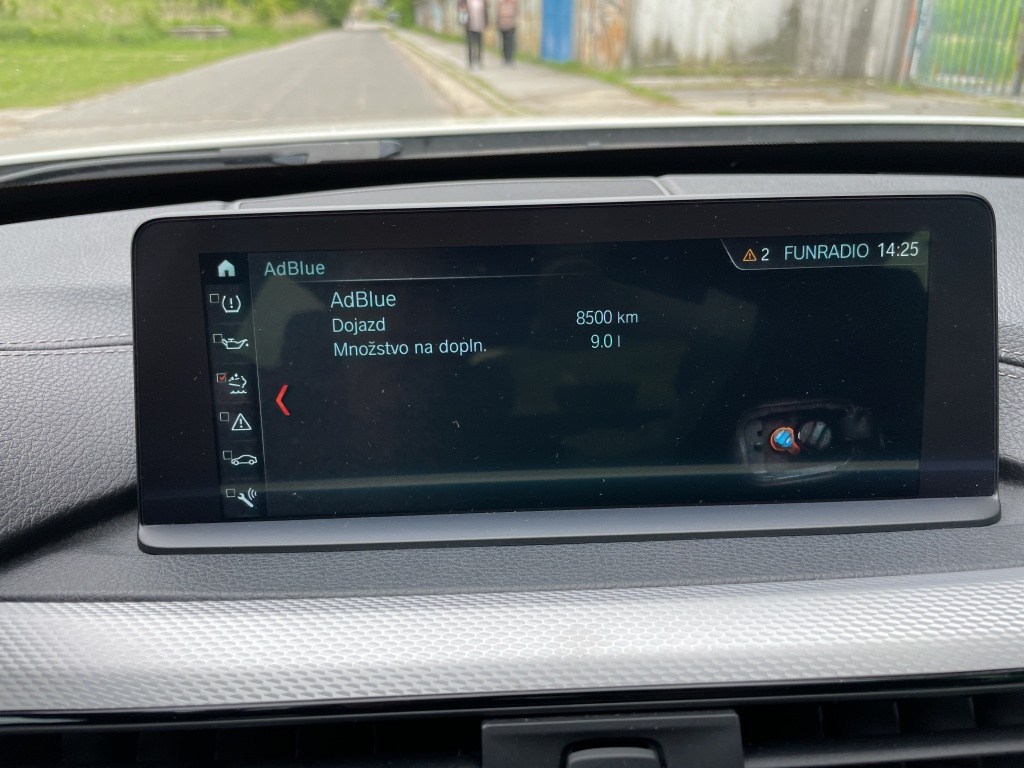 2 FUNRADIO 14:25
AdBlue
AdBlue
Dojazd 8500 km
Množstvo na dopln. 9.0 l